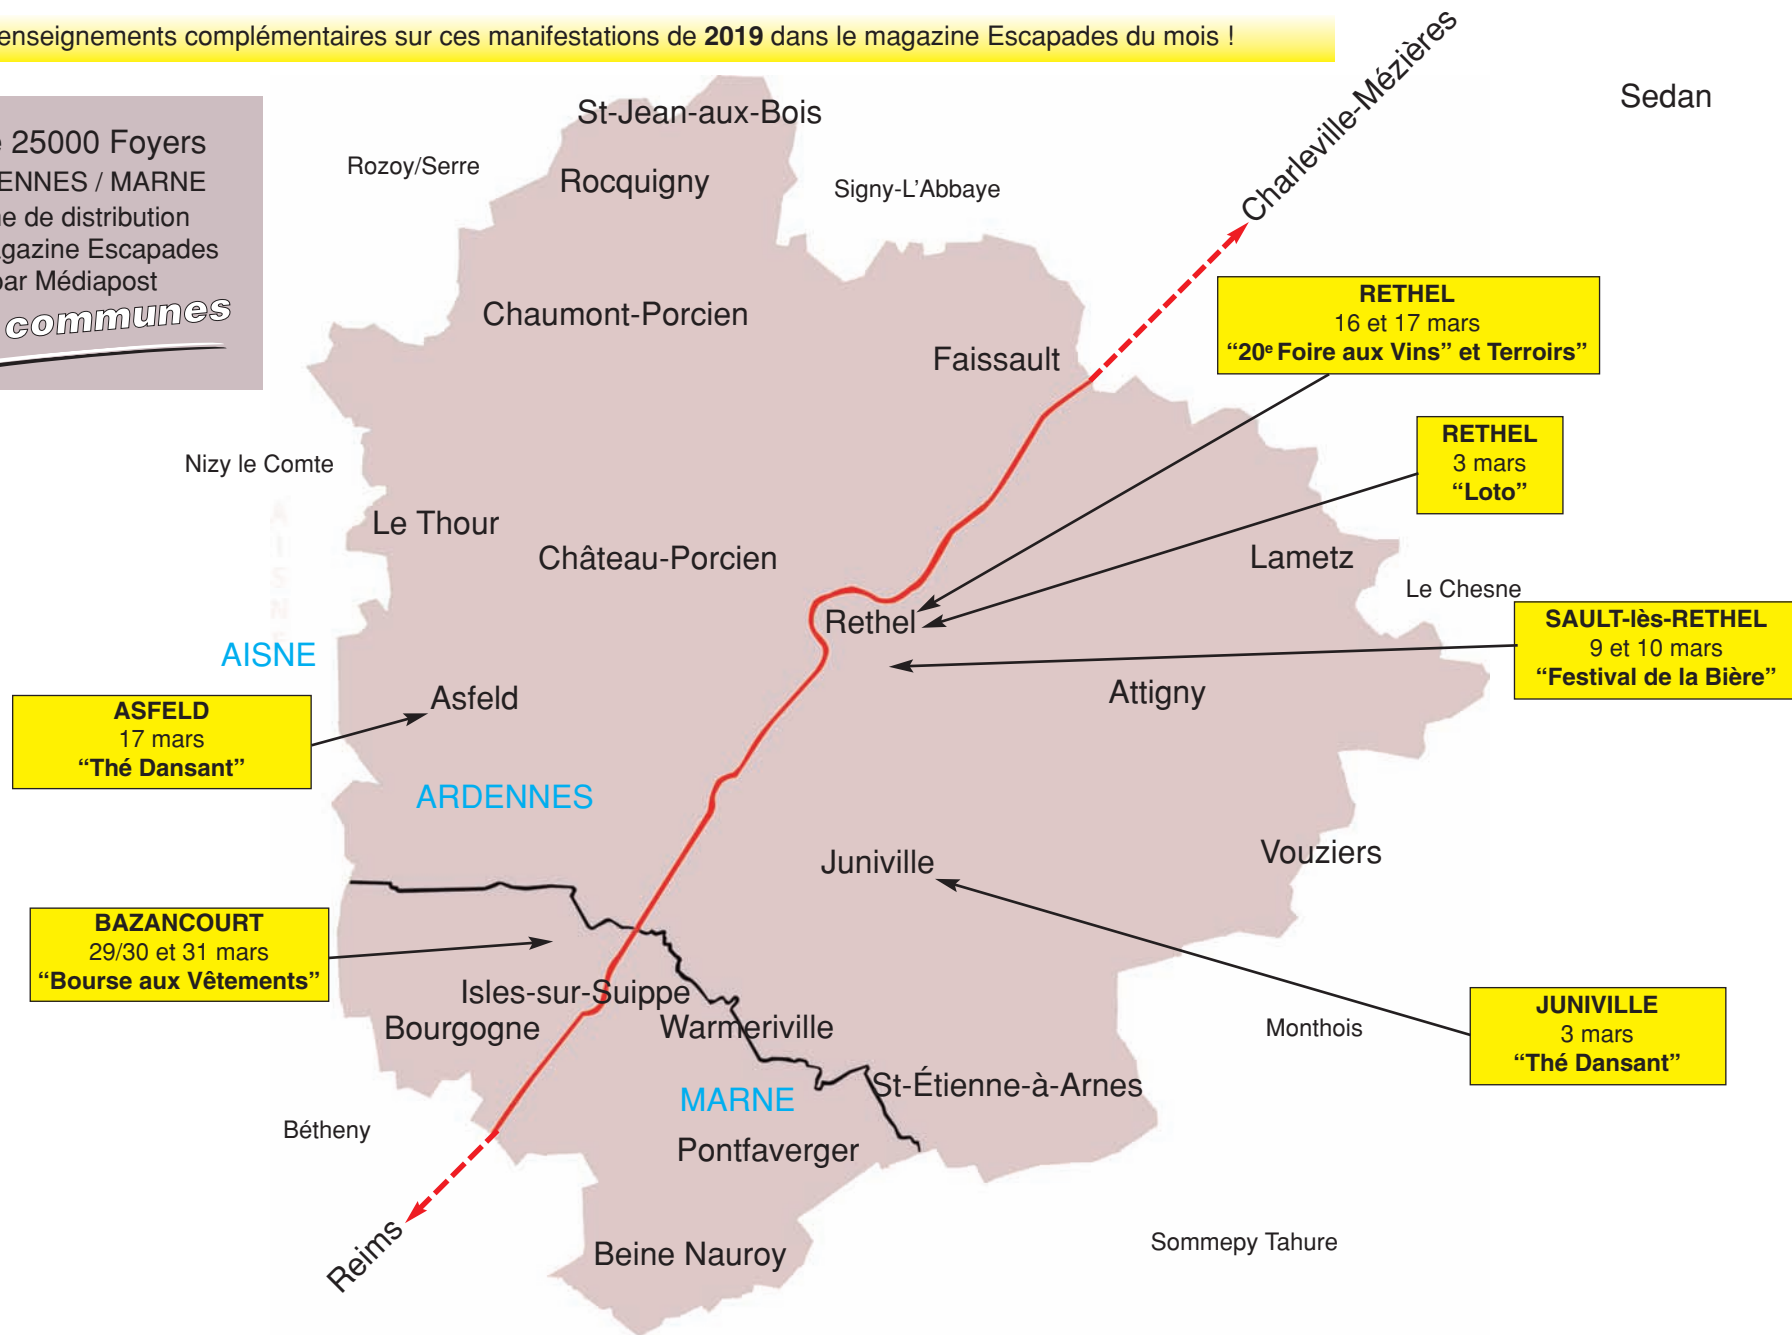 enseignements complémentaires sur ces manifestations de 2019 dans le magazine Escapades du mois !
25000 Foyers
ENNES / MARNE
e de distribution
gazine Escapades
par Médiapost
communes
St-Jean-aux-Bois
Rozoy/Serre
Rocquigny
Signy-L’Abbaye
Charleville-Mézières
Sedan
Chaumont-Porcien
Faissault
RETHEL
16 et 17 mars
“20e Foire aux Vins” et Terroirs”
RETHEL
3 mars
“Loto”
Nizy le Comte
Le Thour
Château-Porcien
Lametz
Le Chesne
AISNE
Rethel
SAULT-lès-RETHEL
9 et 10 mars
“Festival de la Bière”
AISNE
Asfeld
Attigny
ASFELD
17 mars
“Thé Dansant”
ARDENNES
Juniville
Vouziers
BAZANCOURT
29/30 et 31 mars
“Bourse aux Vêtements”
Isles-sur-Suippe
Bourgogne
Warmeriville
Monthois
JUNIVILLE
3 mars
“Thé Dansant”
St-Étienne-à-Arnes
MARNE
Bétheny
Pontfaverger
Reims
Beine Nauroy
Sommepy Tahure